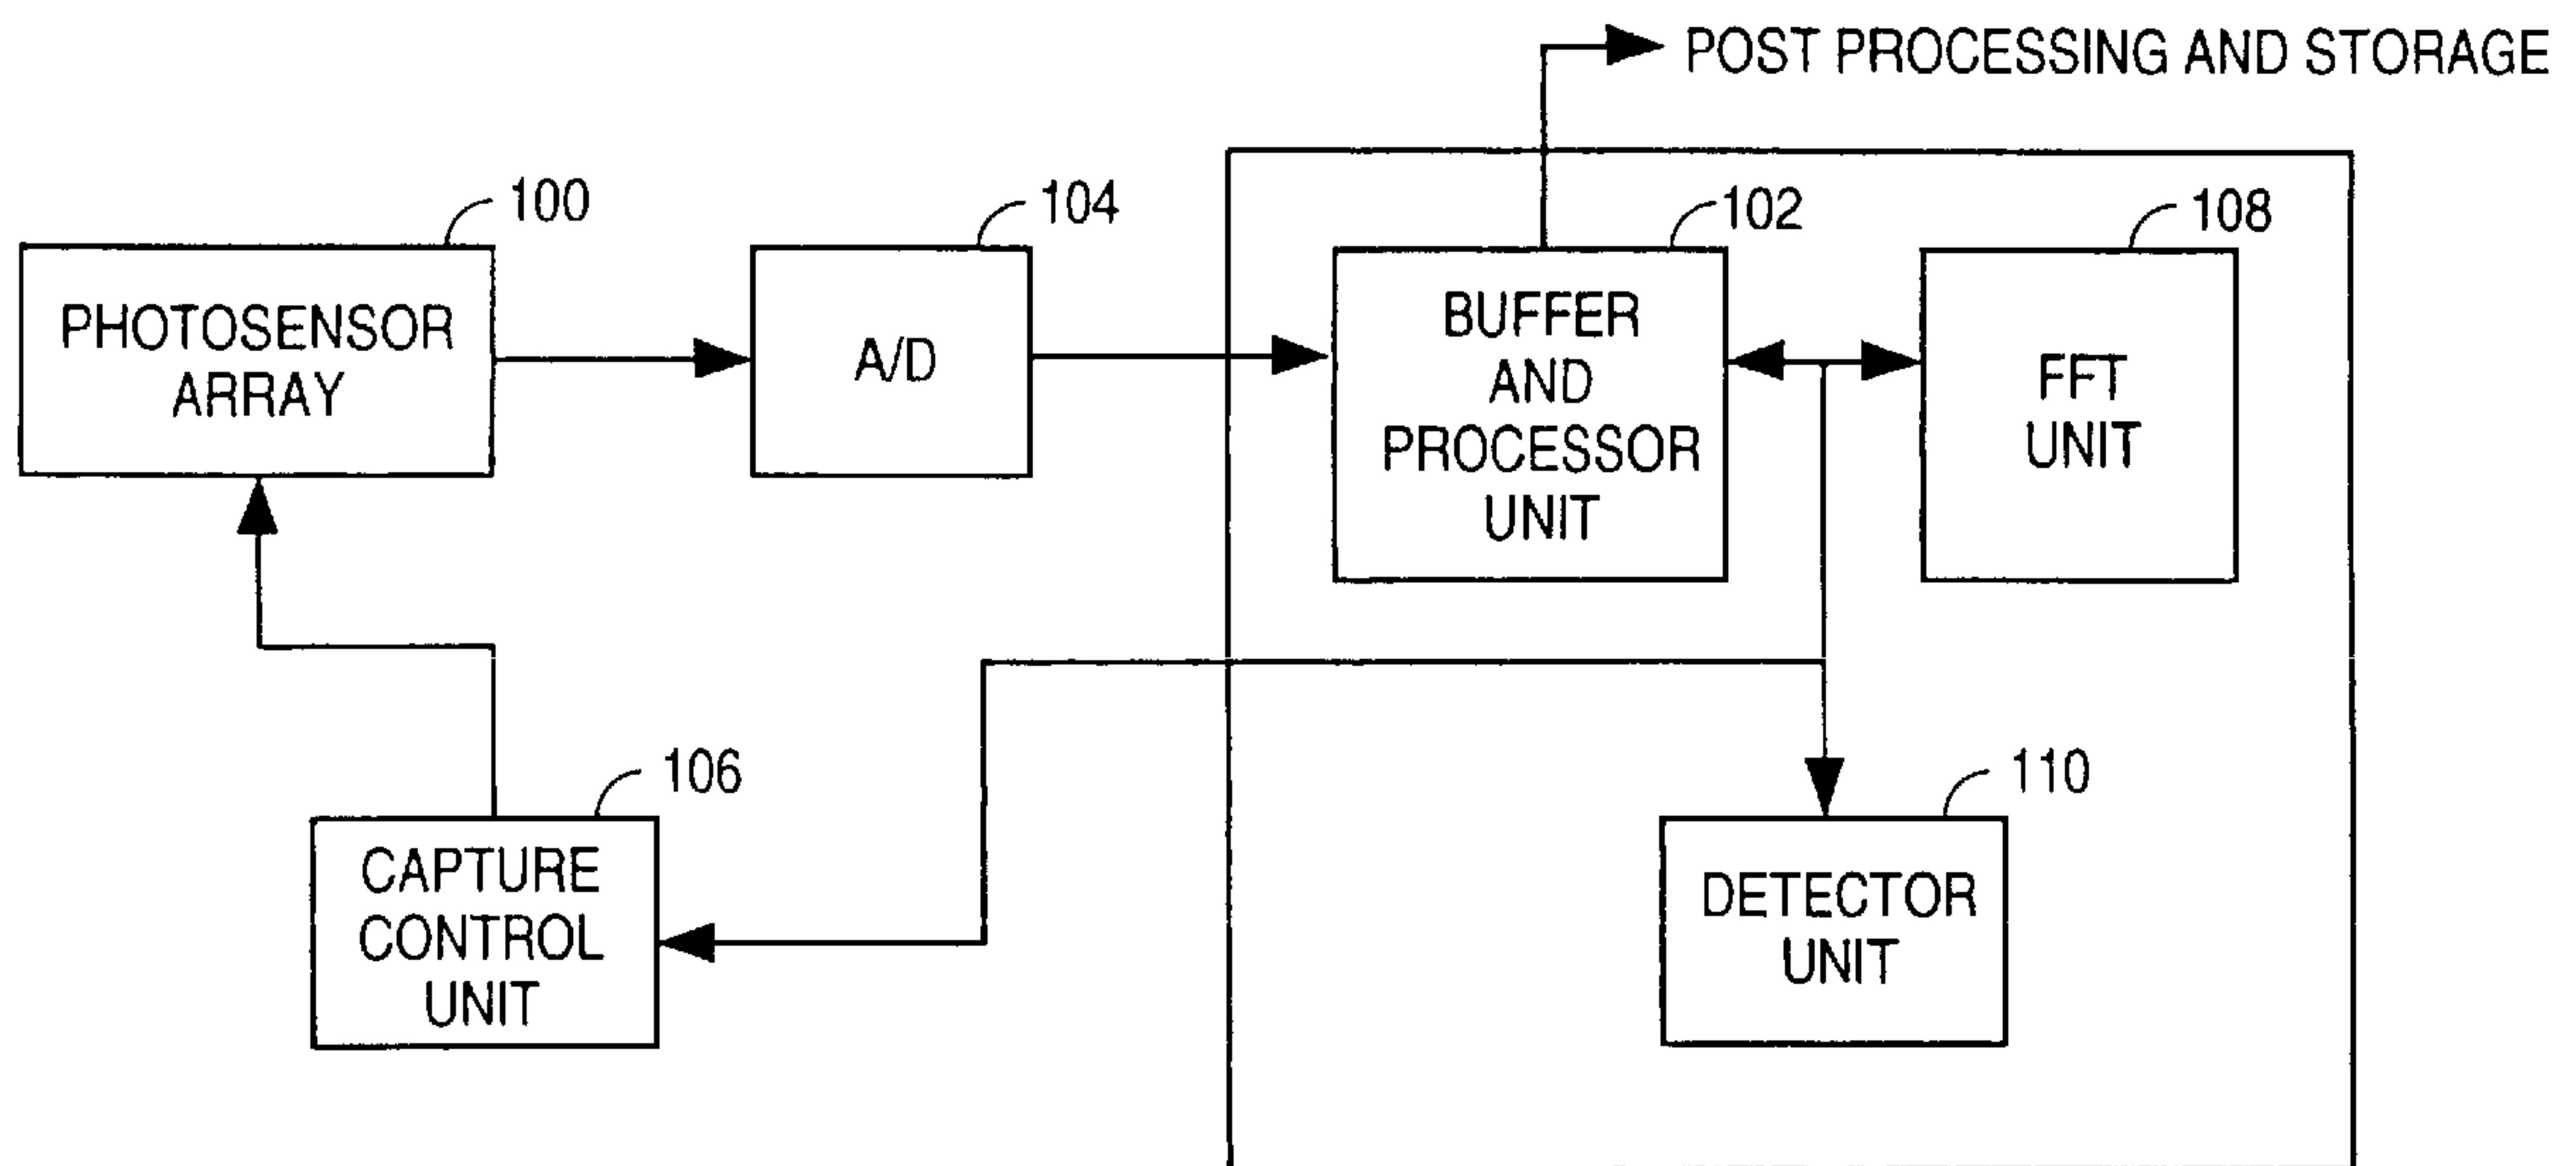 POST PROCESSING AND STORAGE
100
104
102
108
PHOTOSENSOR
ARRAY
A/D
BUFFER
AND
PROCESSOR
UNIT
FFT
UNIT
106
110
CAPTURE
CONTROL
UNIT
DETECTOR
UNIT